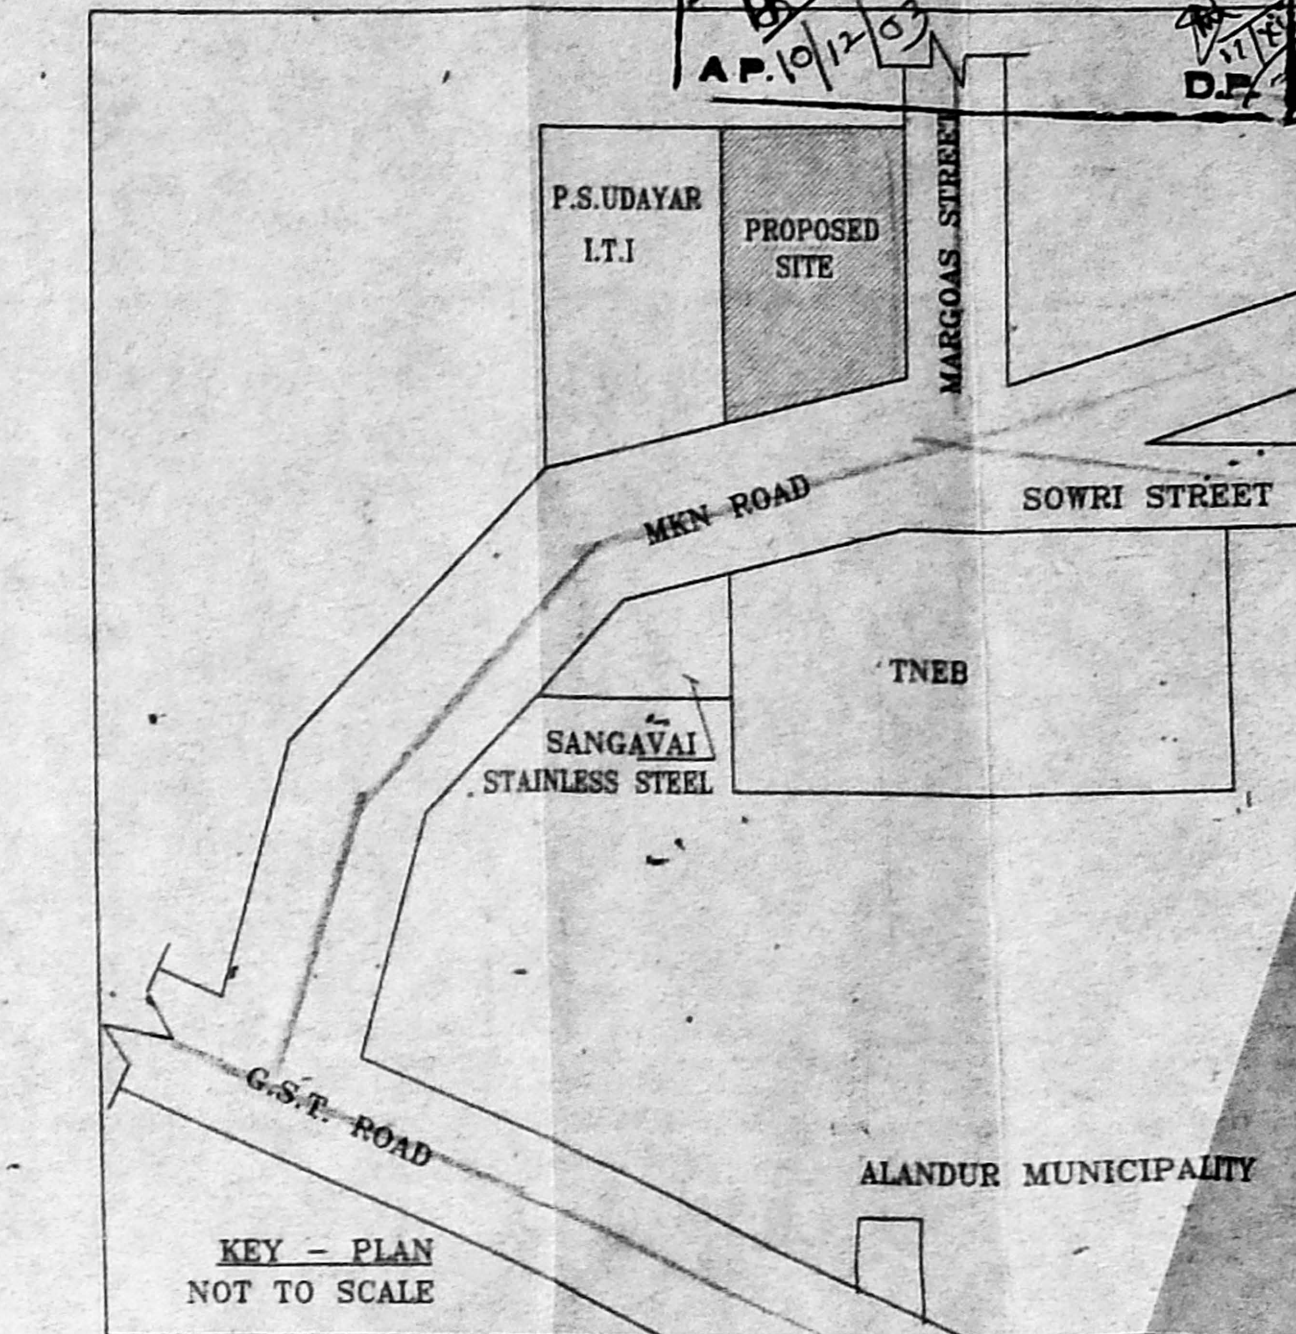 A.P. 10/12/03
D.P.
P.S.UDAYAR
I.T.I
PROPOSED
SITE
MARGOAS STREET
MKN ROAD
SOWRI STREET
TNEB
SANGAVAI
STAINLESS STEEL
G.S.T. ROAD
ALANDUR MUNICIPALITY
KEY - PLAN
NOT TO SCALE